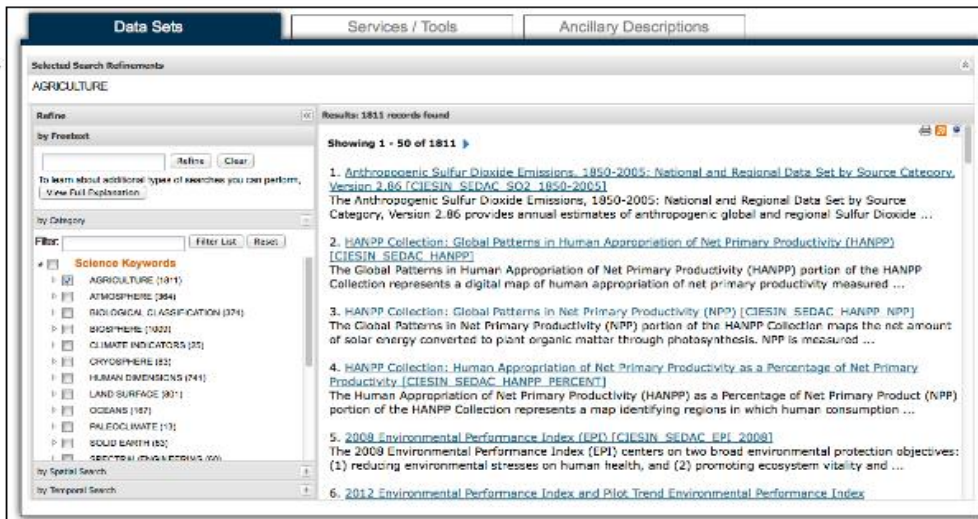 Data Sets
Services / Tools
Ancillary Descriptions
Selected Search Refinements
AGRICULTURE
Refine
by Freetext
Refine
Clear
To learn about additional types of searches you can perform,
View Full Explanation
by Category
Filter:
Filter List
Reset
Science Keywords
AGRICULTURE (1811)
ATMOSPHERE (364)
BIOLOGICAL CLASSIFICATION (374)
BIOSPHERE (1000)
CLIMATE INDICATORS (25)
CRYOSPHERE (83)
HUMAN DIMENSIONS (741)
LAND SURFACE (801)
OCEANS (167)
PALEOCLIMATE (13)
SOLID EARTH (63)
SPECTRAL/ENGINEERING (60)
by Spatial Search
by Temporal Search
Results: 1811 records found
Showing 1 - 50 of 1811
1. Anthropogenic Sulfur Dioxide Emissions, 1850-2005: National and Regional Data Set by Source Category,
Version 2.86 [CIESIN_SEDAC_SO2_1850-2005]
The Anthropogenic Sulfur Dioxide Emissions, 1850-2005: National and Regional Data Set by Source
Category, Version 2.86 provides annual estimates of anthropogenic global and regional Sulfur Dioxide ...
2. HANPP Collection: Global Patterns in Human Appropriation of Net Primary Productivity (HANPP)
[CIESIN_SEDAC_HANPP]
The Global Patterns in Human Appropriation of Net Primary Productivity (HANPP) portion of the HANPP
Collection represents a digital map of human appropriation of net primary productivity measured ...
3. HANPP Collection: Global Patterns in Net Primary Productivity (NPP) [CIESIN_SEDAC_HANPP_NPP]
The Global Patterns in Net Primary Productivity (NPP) portion of the HANPP Collection maps the net amount
of solar energy converted to plant organic matter through photosynthesis. NPP is measured ...
4. HANPP Collection: Human Appropriation of Net Primary Productivity as a Percentage of Net Primary
Productivity [CIESIN_SEDAC_HANPP_PERCENT]
The Human Appropriation of Net Primary Productivity (HANPP) as a Percentage of Net Primary Product (NPP)
portion of the HANPP Collection represents a map identifying regions in which human consumption ...
5. 2008 Environmental Performance Index (EPI) [CIESIN_SEDAC_EPI_2008]
The 2008 Environmental Performance Index (EPI) centers on two broad environmental protection objectives:
(1) reducing environmental stresses on human health, and (2) promoting ecosystem vitality and ...
6. 2012 Environmental Performance Index and Pilot Trend Environmental Performance Index